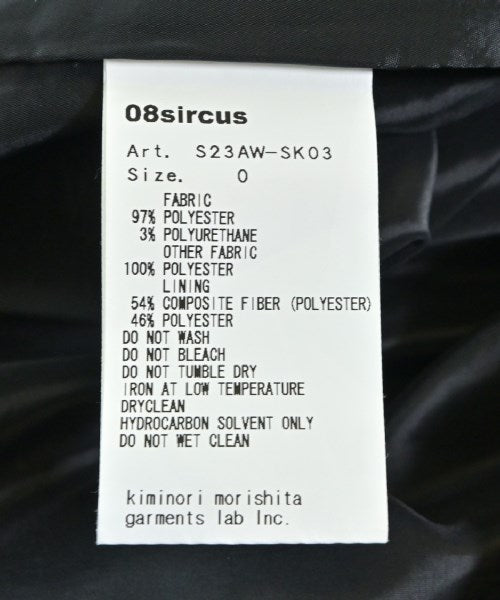 08sircus
Art. S23AW-SK03
Size. 0
FABRIC
97% POLYESTER
3% POLYURETHANE
OTHER FABRIC
100% POLYESTER
LINING
54% COMPOSITE FIBER (POLYESTER)
46% POLYESTER
DO NOT WASH
DO NOT BLEACH
DO NOT TUMBLE DRY
IRON AT LOW TEMPERATURE
DRYCLEAN
HYDROCARBON SOLVENT ONLY
DO NOT WET CLEAN
kiminori morishita
garments lab Inc.